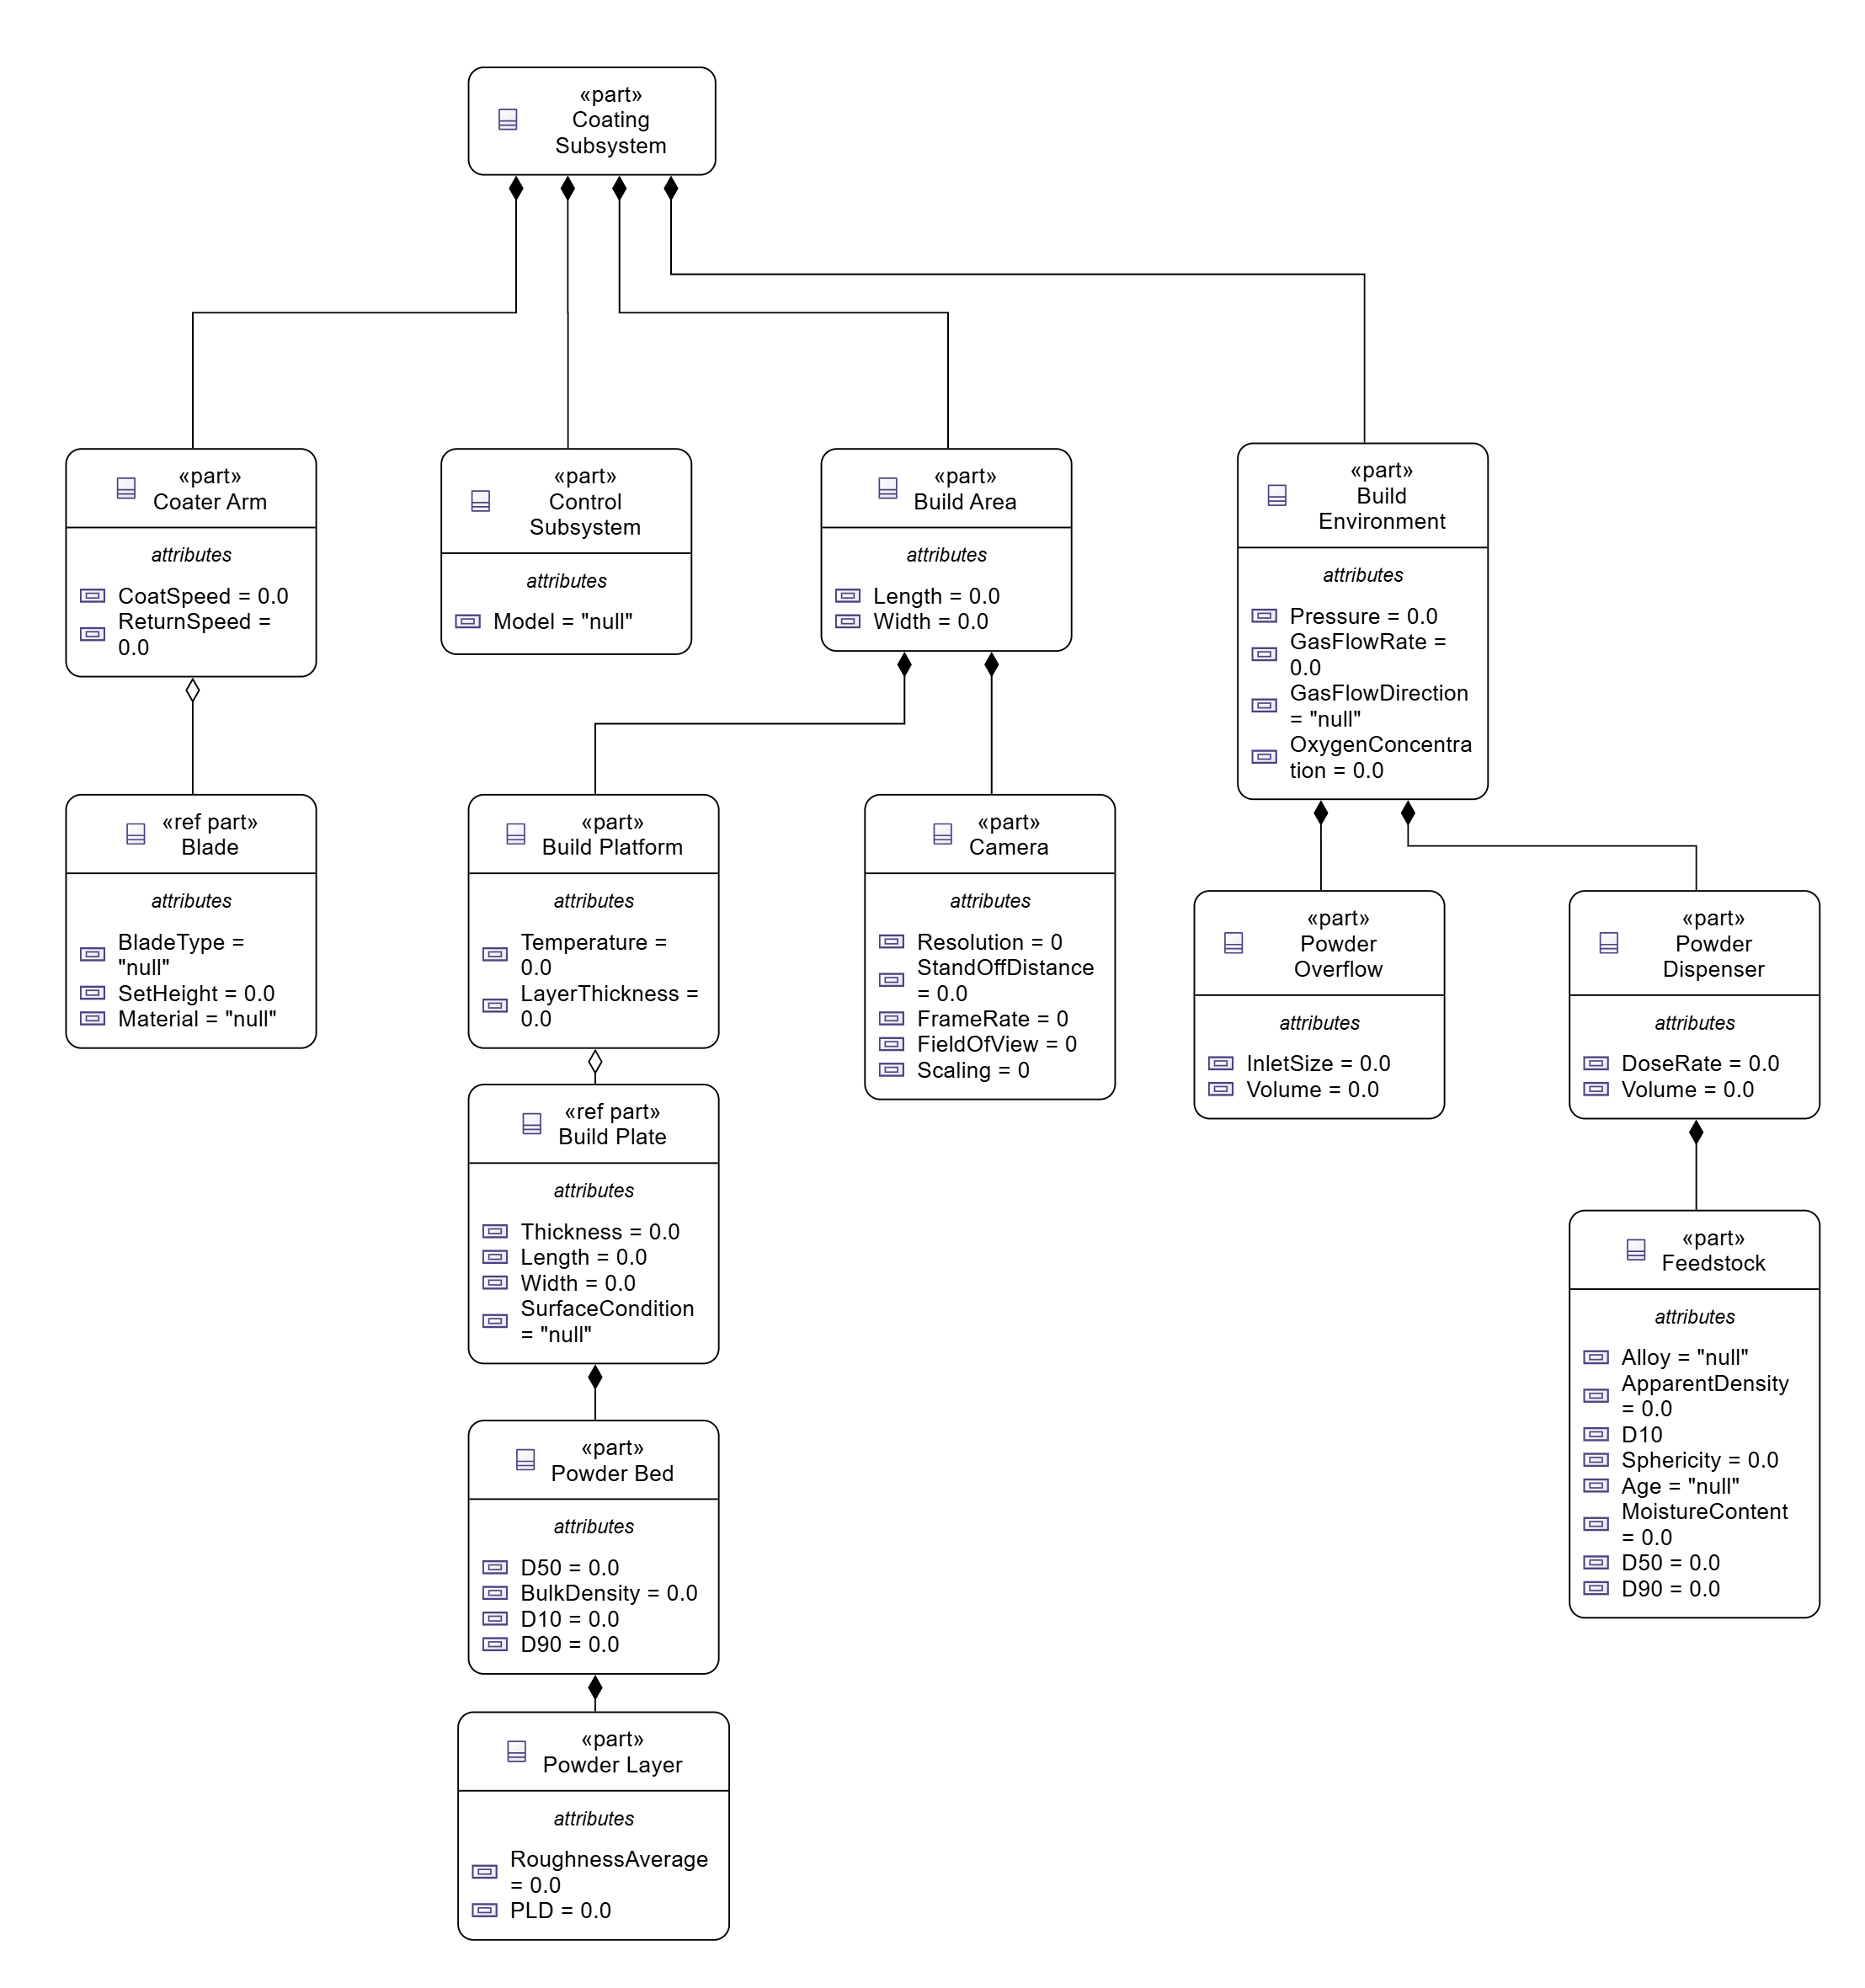 «part»
Coating
Subsystem
«part»
Coater Arm
attributes
CoatSpeed = 0.0
ReturnSpeed =
0.0
«part»
Control
Subsystem
attributes
Model = "null"
«part»
Build Area
attributes
Length = 0.0
Width = 0.0
«part»
Build
Environment
attributes
Pressure = 0.0
GasFlowRate =
0.0
GasFlowDirection
= "null"
OxygenConcentra
tion = 0.0
«ref part»
Blade
attributes
BladeType =
"null"
SetHeight = 0.0
Material = "null"
«part»
Build Platform
attributes
Temperature =
0.0
LayerThickness =
0.0
«part»
Camera
attributes
Resolution = 0
StandOffDistance
= 0.0
FrameRate = 0
FieldOfView = 0
Scaling = 0
«part»
Powder
Overflow
attributes
InletSize = 0.0
Volume = 0.0
«part»
Powder
Dispenser
attributes
DoseRate = 0.0
Volume = 0.0
«ref part»
Build Plate
attributes
Thickness = 0.0
Length = 0.0
Width = 0.0
SurfaceCondition
= "null"
«part»
Feedstock
attributes
Alloy = "null"
ApparentDensity
= 0.0
D10
Sphericity = 0.0
Age = "null"
MoistureContent
= 0.0
D50 = 0.0
D90 = 0.0
«part»
Powder Bed
attributes
D50 = 0.0
BulkDensity = 0.0
D10 = 0.0
D90 = 0.0
«part»
Powder Layer
attributes
RoughnessAverage
= 0.0
PLD = 0.0